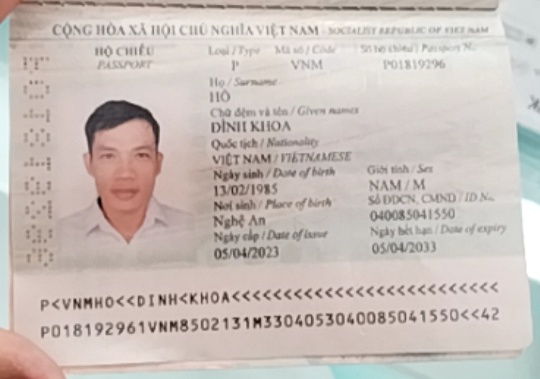 CỘNG HÒA XÃ HỘI CHỦ NGHĨA VIỆT NAM - SOCIALIST REPUBLIC OF VIET NAM
HỘ CHIẾU Loại / Type Mã số / Code Số hộ chiếu / Passport N.
PASSPORT P VNM P01819296
Họ / Surname
HỒ
Chữ đệm và tên / Given names
ĐÌNH KHOA
Quốc tịch / Nationality
VIỆT NAM / VIETNAMESE
Ngày sinh / Date of birth Giới tính / Sex
13/02/1985 NAM / M
Nơi sinh / Place of birth Số ĐDCN, CMND / ID N.
Nghệ An 040085041550
Ngày cấp / Date of issue Ngày hết hạn / Date of expiry
05/04/2023 05/04/2033
P<VNMHO<<DINH<KHOA<<<<<<<<<<<<<<<<<<<<<<<<<<
P018192961VNM8502131M3304053040085041550<<42